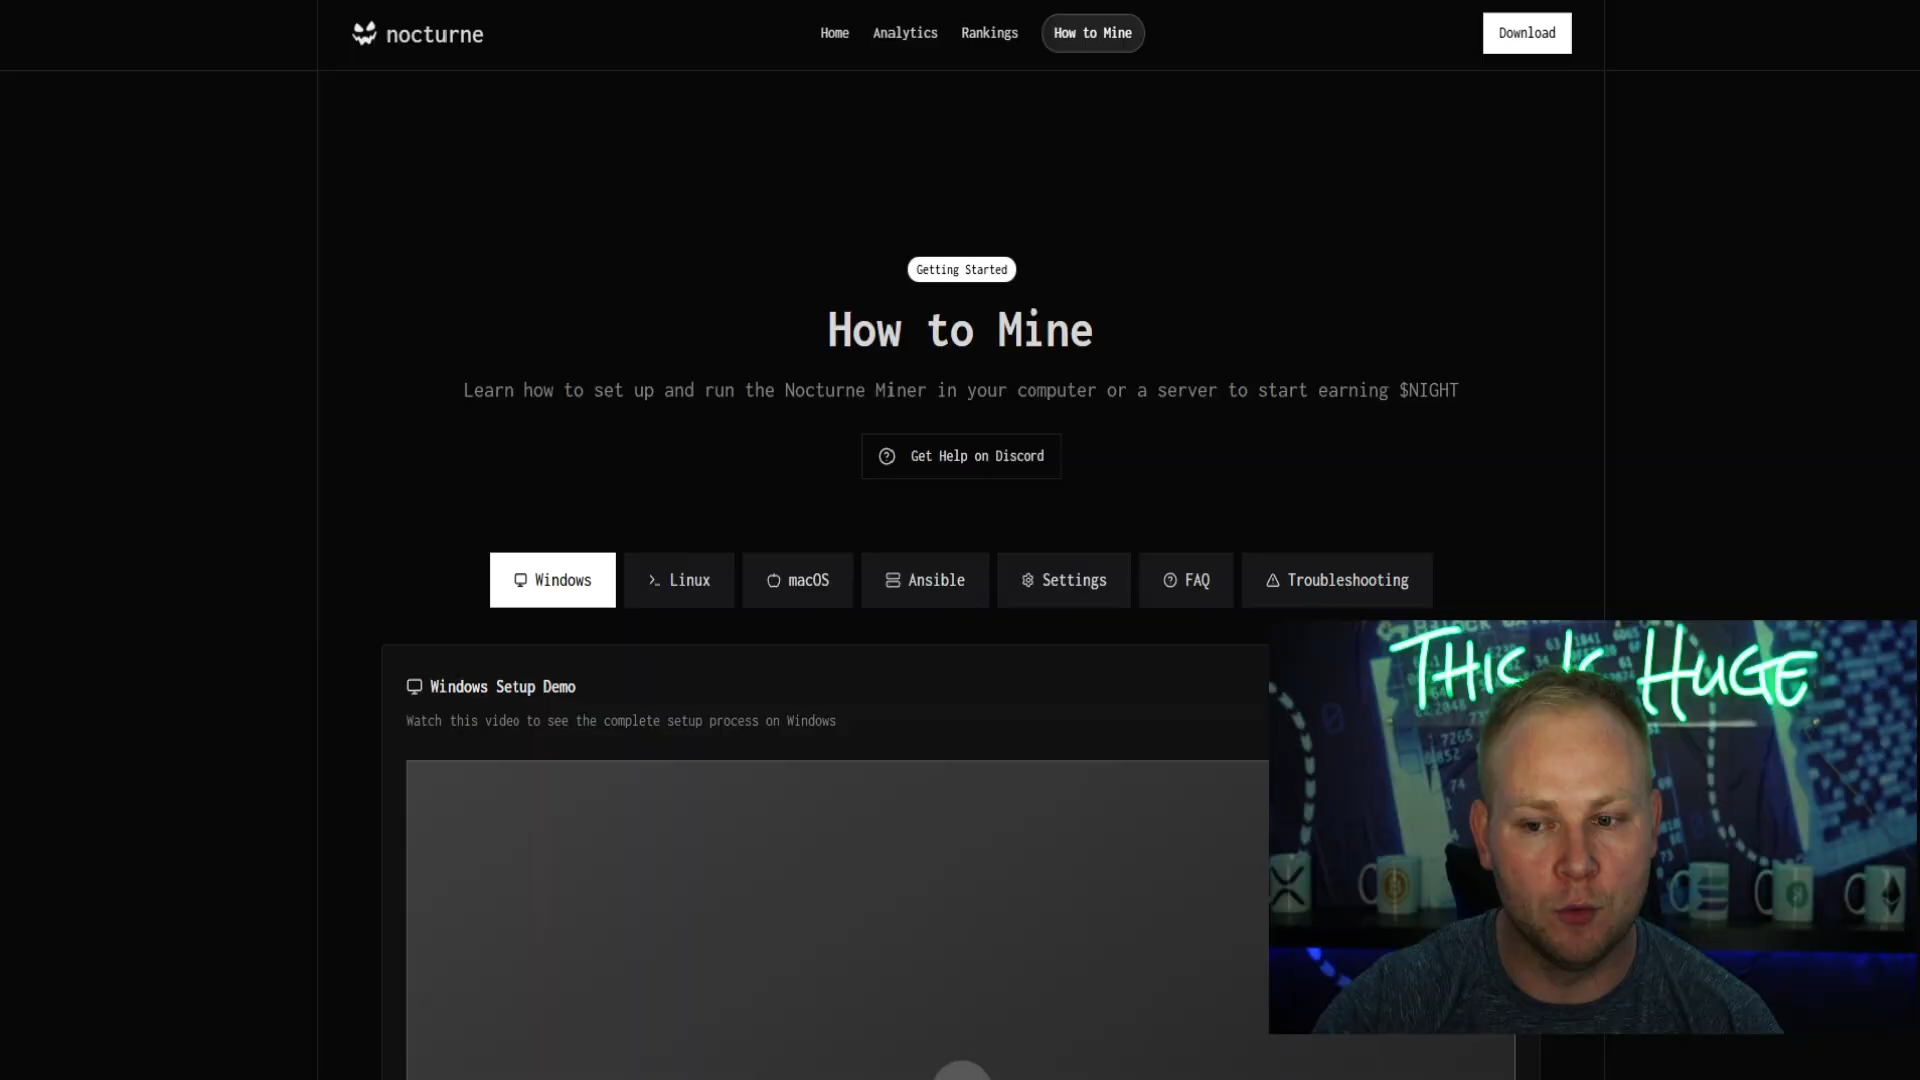 nocturne
Home
Analytics
Rankings
How to Mine
Download
Getting Started
How to Mine
Learn how to set up and run the Nocturne Miner in your computer or a server to start earning $NIGHT
Get Help on Discord
Windows
Linux
macOS
Ansible
Settings
FAQ
Troubleshooting
Windows Setup Demo
Watch this video to see the complete setup process on Windows
THIS IS HUGE